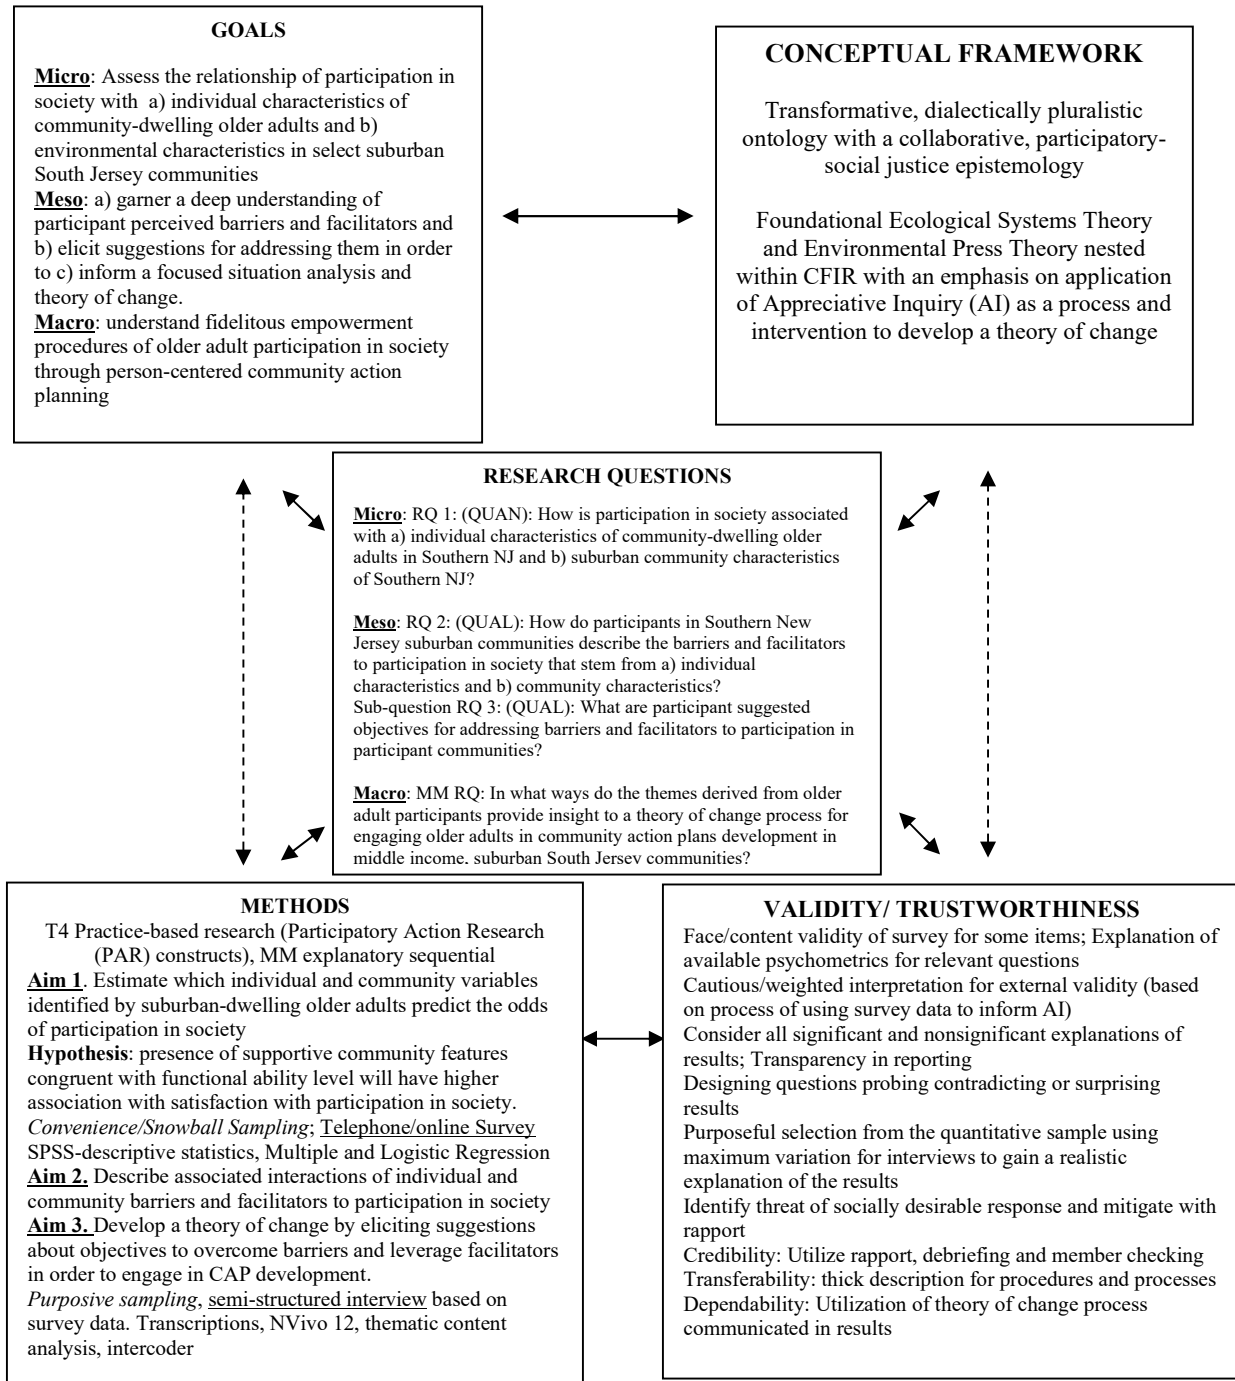 GOALS
Micro: Assess the relationship of participation in
society with a) individual characteristics of
community-dwelling older adults and b)
environmental characteristics in select suburban
South Jersey communities
Meso: a) garner a deep understanding of
participant perceived barriers and facilitators and
b) elicit suggestions for addressing them in order
to c) inform a focused situation analysis and
theory of change.
Macro: understand fidelitous empowerment
procedures of older adult participation in society
through person-centered community action
planning
CONCEPTUAL FRAMEWORK
Transformative, dialectically pluralistic
ontology with a collaborative, participatory-
social justice epistemology
Foundational Ecological Systems Theory
and Environmental Press Theory nested
within CFIR with an emphasis on application
of Appreciative Inquiry (AI) as a process and
intervention to develop a theory of change
RESEARCH QUESTIONS
Micro: RQ 1: (QUAN): How is participation in society associated
with a) individual characteristics of community-dwelling older
adults in Southern NJ and b) suburban community characteristics
of Southern NJ?
Meso: RQ 2: (QUAL): How do participants in Southern New
Jersey suburban communities describe the barriers and facilitators
to participation in society that stem from a) individual
characteristics and b) community characteristics?
Sub-question RQ 3: (QUAL): What are participant suggested
objectives for addressing barriers and facilitators to participation in
participant communities?
Macro: MM RQ: In what ways do the themes derived from older
adult participants provide insight to a theory of change process for
engaging older adults in community action plans development in
middle income, suburban South Jersey communities?
METHODS
T4 Practice-based research (Participatory Action Research
(PAR) constructs), MM explanatory sequential
Aim 1. Estimate which individual and community variables
identified by suburban-dwelling older adults predict the odds
of participation in society
Hypothesis: presence of supportive community features
congruent with functional ability level will have higher
association with satisfaction with participation in society.
Convenience/Snowball Sampling; Telephone/online Survey
SPSS-descriptive statistics, Multiple and Logistic Regression
Aim 2. Describe associated interactions of individual and
community barriers and facilitators to participation in society
Aim 3. Develop a theory of change by eliciting suggestions
about objectives to overcome barriers and leverage facilitators
in order to engage in CAP development.
Purposive sampling, semi-structured interview based on
survey data. Transcriptions, NVivo 12, thematic content
analysis, intercoder
VALIDITY/ TRUSTWORTHINESS
Face/content validity of survey for some items; Explanation of
available psychometrics for relevant questions
Cautious/weighted interpretation for external validity (based
on process of using survey data to inform AI)
Consider all significant and nonsignificant explanations of
results; Transparency in reporting
Designing questions probing contradicting or surprising
results
Purposeful selection from the quantitative sample using
maximum variation for interviews to gain a realistic
explanation of the results
Identify threat of socially desirable response and mitigate with
rapport
Credibility: Utilize rapport, debriefing and member checking
Transferability: thick description for procedures and processes
Dependability: Utilization of theory of change process
communicated in results